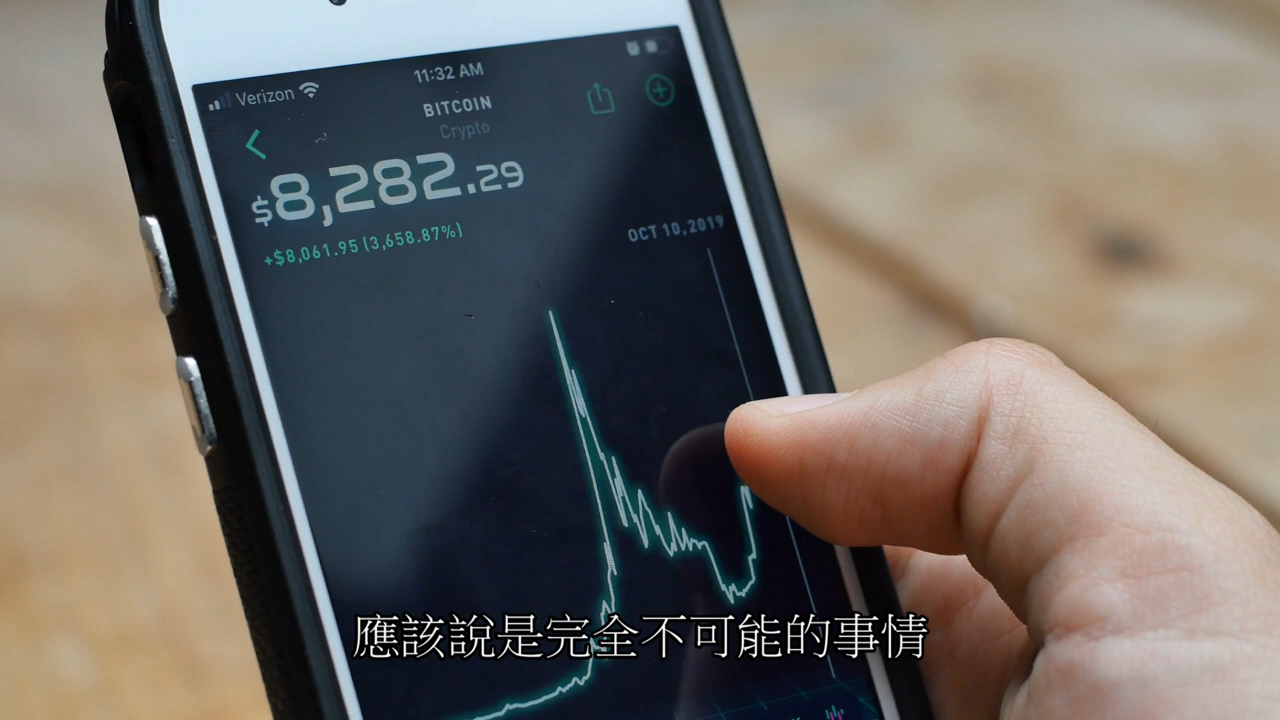 Verizon 11:32 AM
BITCOIN
Crypto
$8,282.29
+$8,061.95 (3,658.87%)
OCT 10,2019
應該說是完全不可能的事情